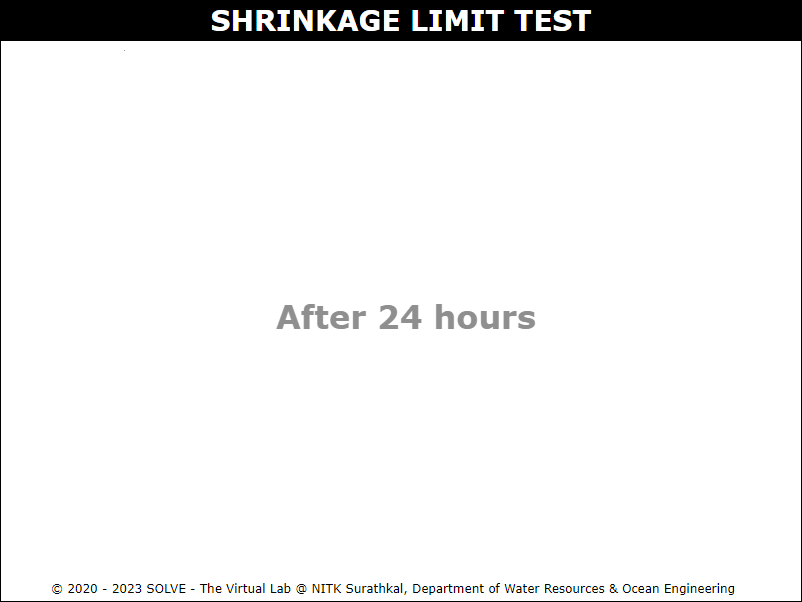 SHRINKAGE LIMIT TEST
After 24 hours
© 2020 - 2023 SOLVE - The Virtual Lab @ NITK Surathkal, Department of Water Resources & Ocean Engineering